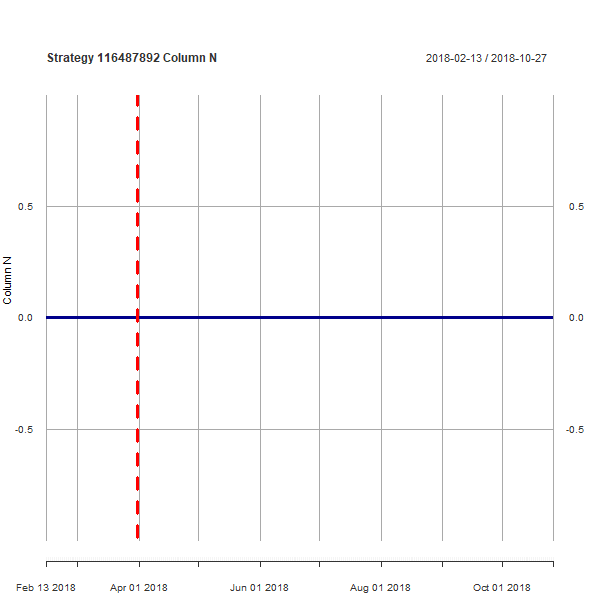 Strategy 116487892 Column N
2018-02-13 / 2018-10-27
0.5
0.5
Column N
0.0
0.0
-0.5
-0.5
Feb 13 2018
Apr 01 2018
Jun 01 2018
Aug 01 2018
Oct 01 2018